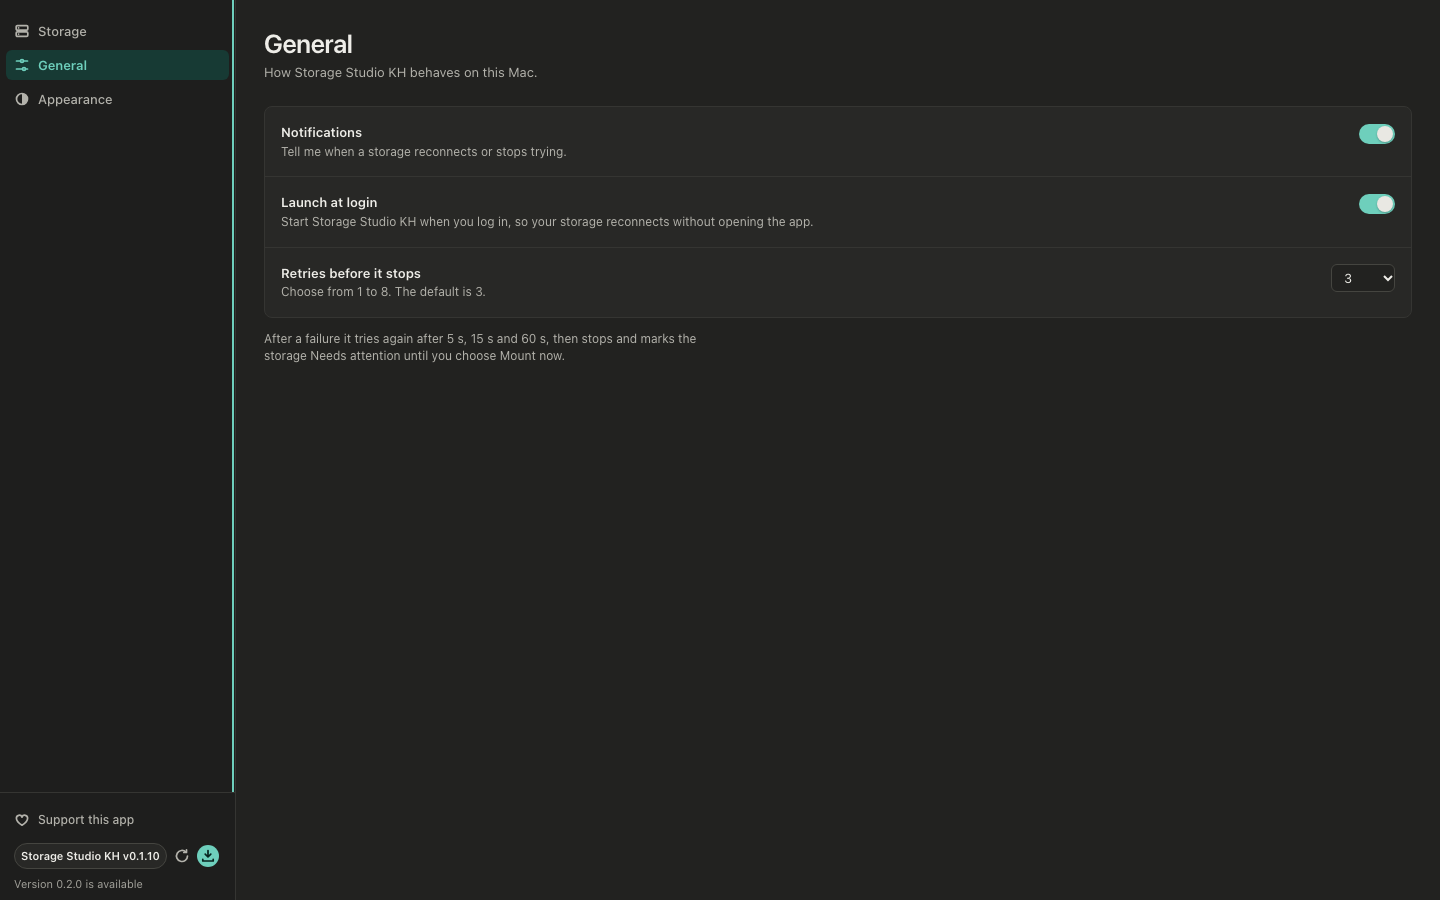 Storage
General
Appearance
General
How Storage Studio KH behaves on this Mac.
Notifications
Tell me when a storage reconnects or stops trying.
Launch at login
Start Storage Studio KH when you log in, so your storage reconnects without opening the app.
Retries before it stops
Choose from 1 to 8. The default is 3.
3
After a failure it tries again after 5 s, 15 s and 60 s, then stops and marks the
storage Needs attention until you choose Mount now.
Support this app
Storage Studio KH v0.1.10
Version 0.2.0 is available